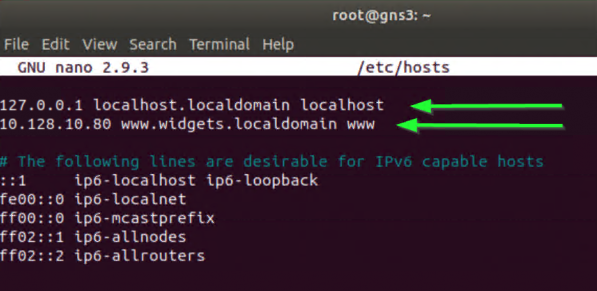 root@gns3: ~
File Edit View Search Terminal Help
GNU nano 2.9.3 /etc/hosts
127.0.0.1 localhost.localdomain localhost
10.128.10.80 www.widgets.localdomain www
# The following lines are desirable for IPv6 capable hosts
::1 ip6-localhost ip6-loopback
fe00::0 ip6-localnet
ff00::0 ip6-mcastprefix
ff02::1 ip6-allnodes
ff02::2 ip6-allrouters